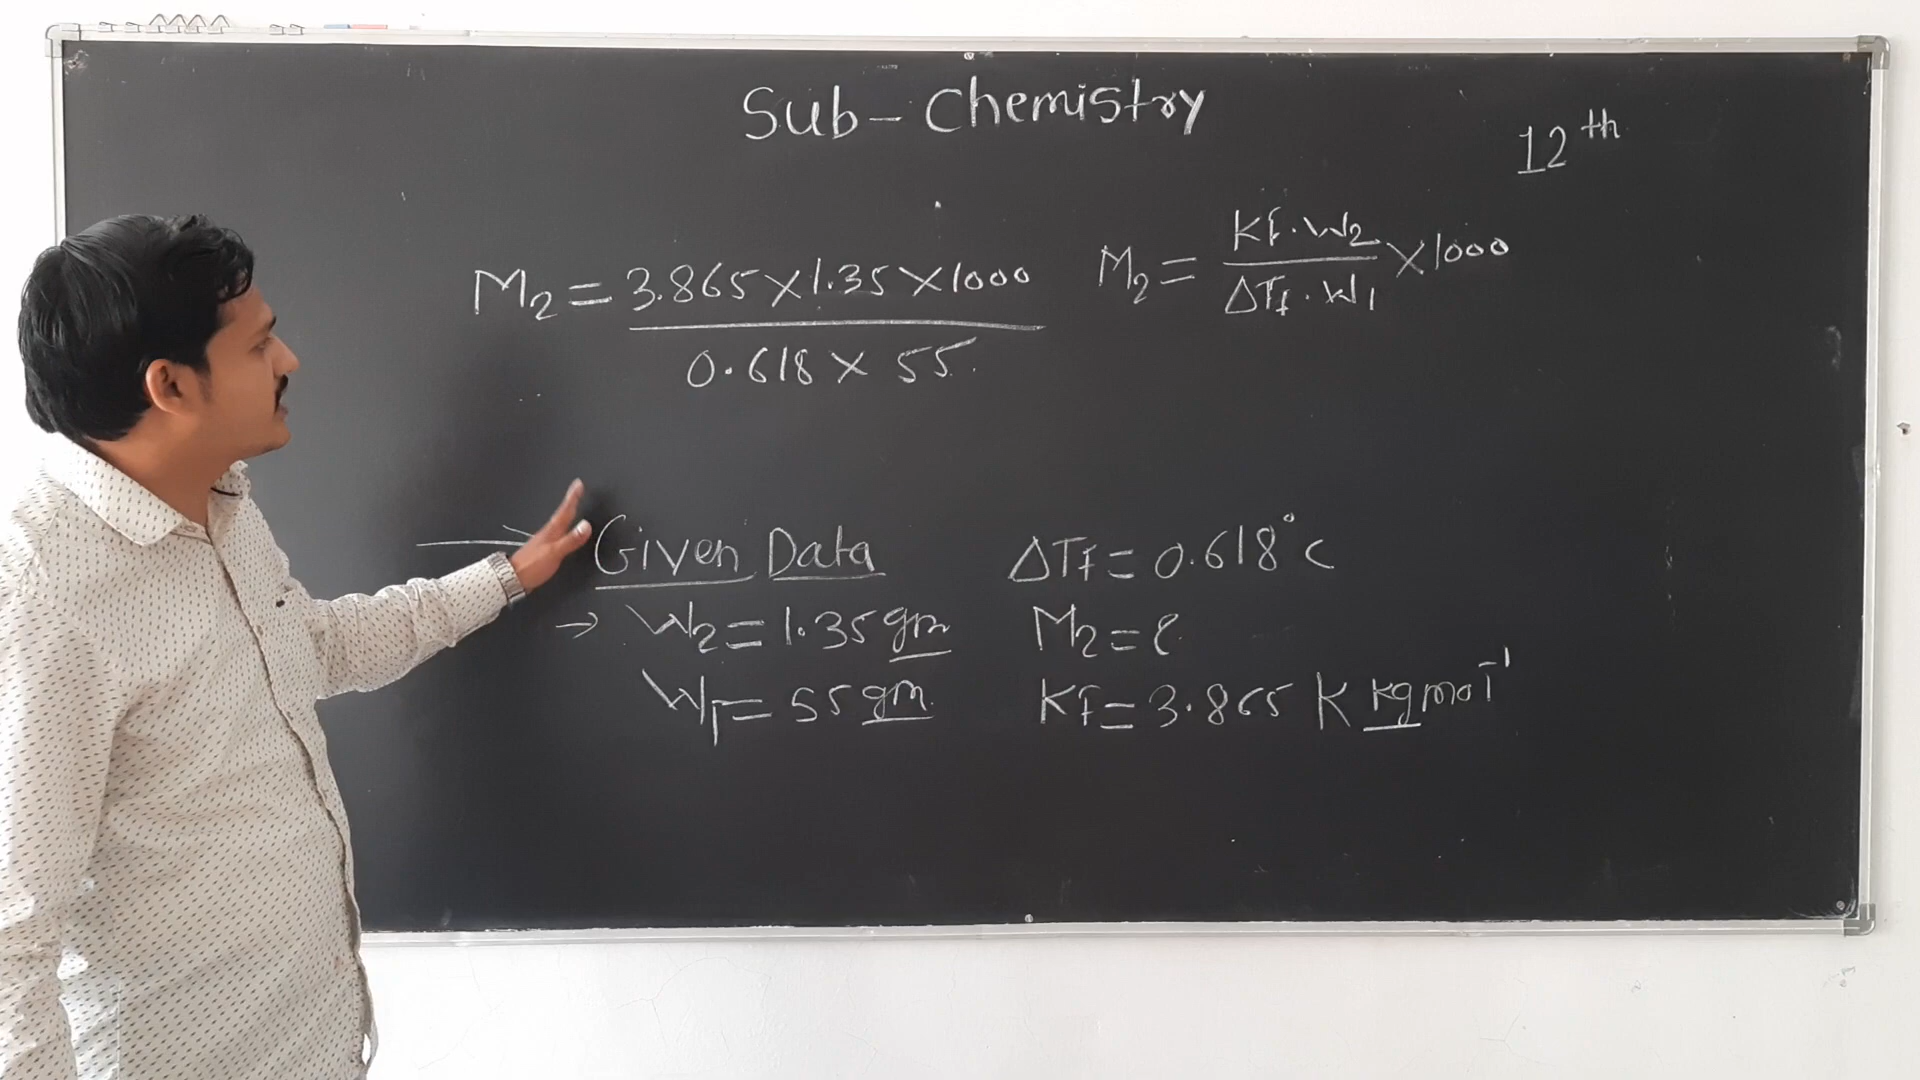 Sub - Chemistry
12th
M2 = 3.865 × 1.35 × 1000
0.618 × 55.
M2 = Kf . W2 × 1000
ΔTf . W1
→ Given Data
→ W2 = 1.35 gm
W1 = 55 gm
ΔTf = 0.618°c
M2 = ?
Kf = 3.865 K kg mol-1